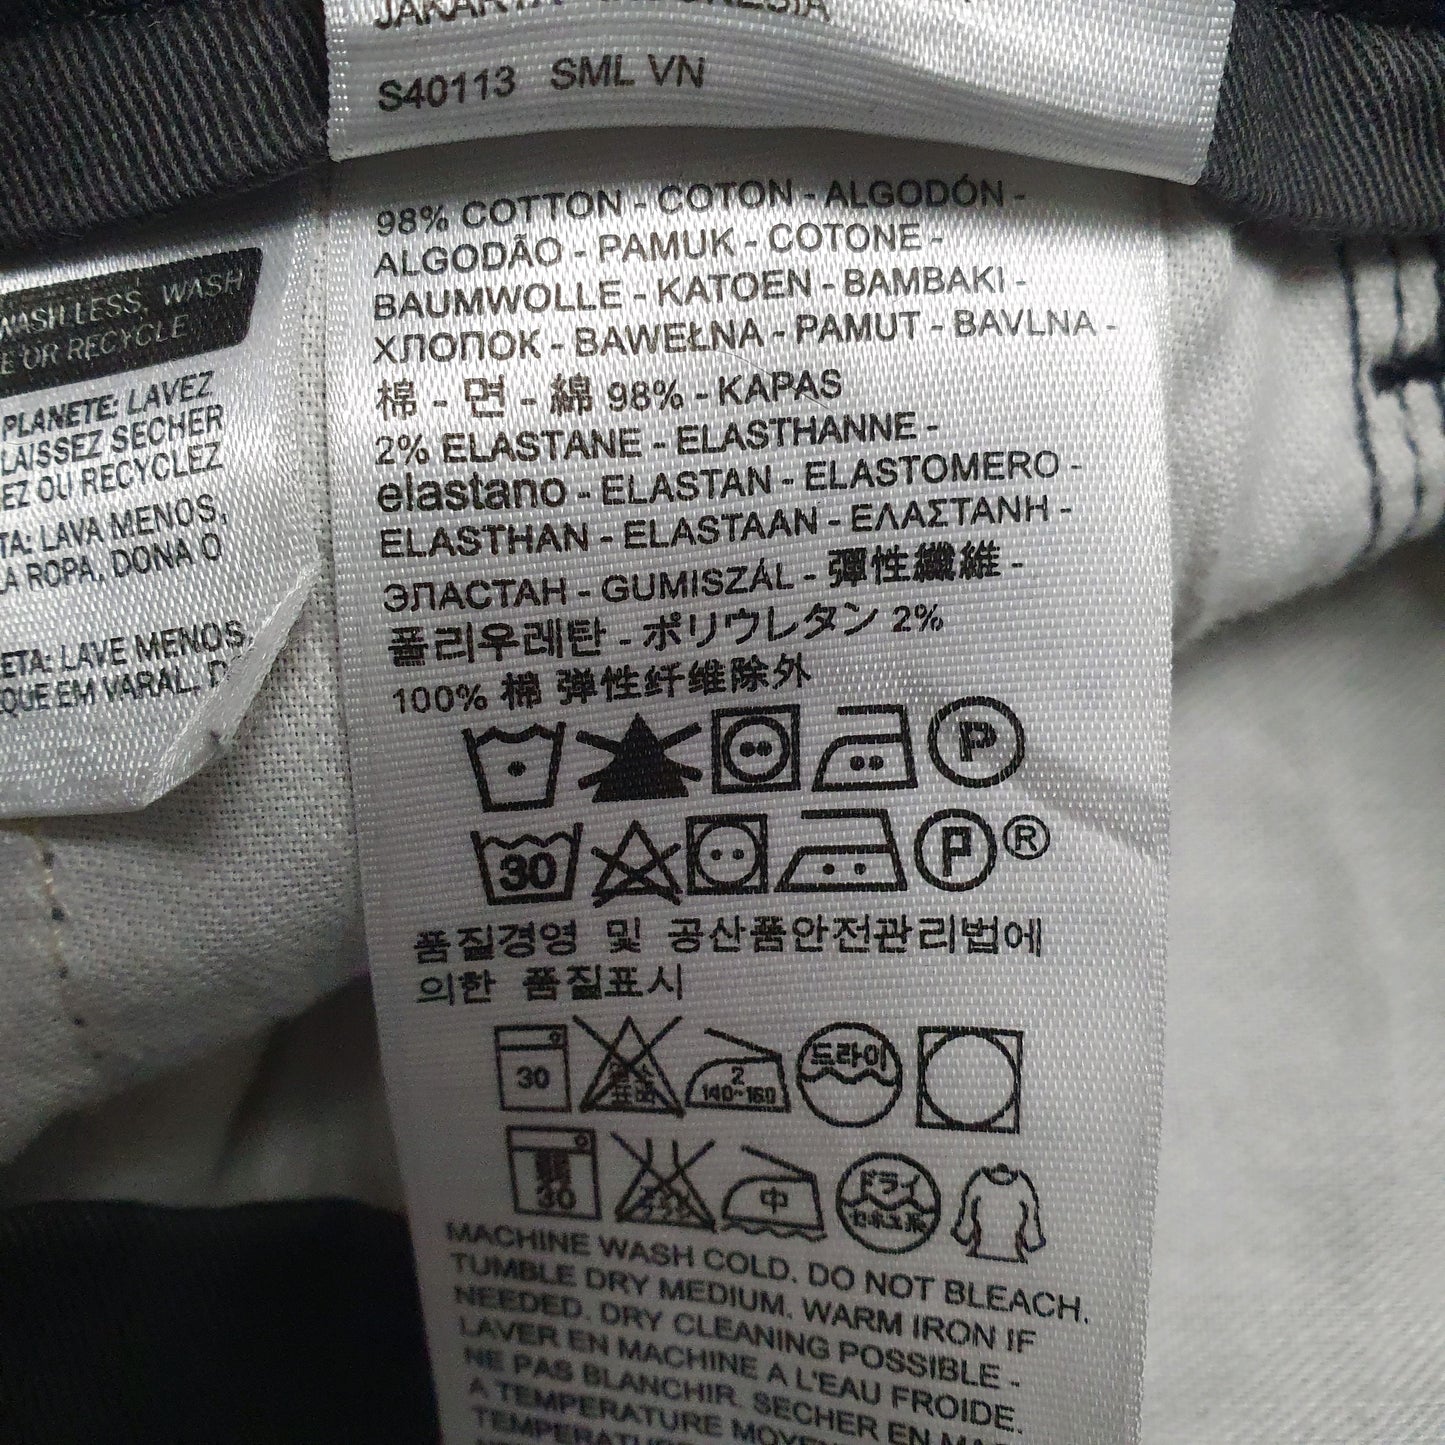 S40113 SML VN
98% COTTON - COTON - ALGODÓN -
ALGODÃO - PAMUK - COTONE -
BAUMWOLLE - KATOEN - BAMBAKI -
ХЛОПОК - BAWEŁNA - PAMUT - BAVLNA -
棉 - 면 - 綿 98% - KAPAS
2% ELASTANE - ELASTHANNE -
elastano - ELASTAN - ELASTOMERO -
ELASTHAN - ELASTAAN - ΕΛΑΣΤΑΝΗ -
ЭЛАСТАН - GUMISZÁL - 彈性纖維 -
폴리우레탄 - ポリウレタン 2%
100% 棉 弹性纤维除外
P
30 P ®
품질경영 및 공산품안전관리법에
의한 품질표시
30 2 140~160 드라이
30 中 ドライ
MACHINE WASH COLD. DO NOT BLEACH.
TUMBLE DRY MEDIUM. WARM IRON IF
NEEDED. DRY CLEANING POSSIBLE -
LAVER EN MACHINE A L'EAU FROIDE.
NE PAS BLANCHIR. SECHER EN
A TEMPERATURE
WASH LESS, WASH
E OR RECYCLE
PLANETE: LAVEZ
LAISSEZ SECHER
EZ OU RECYCLEZ
TA: LAVA MENOS,
LA ROPA, DONA O
ETA: LAVE MENOS,
QUE EM VARAL, D